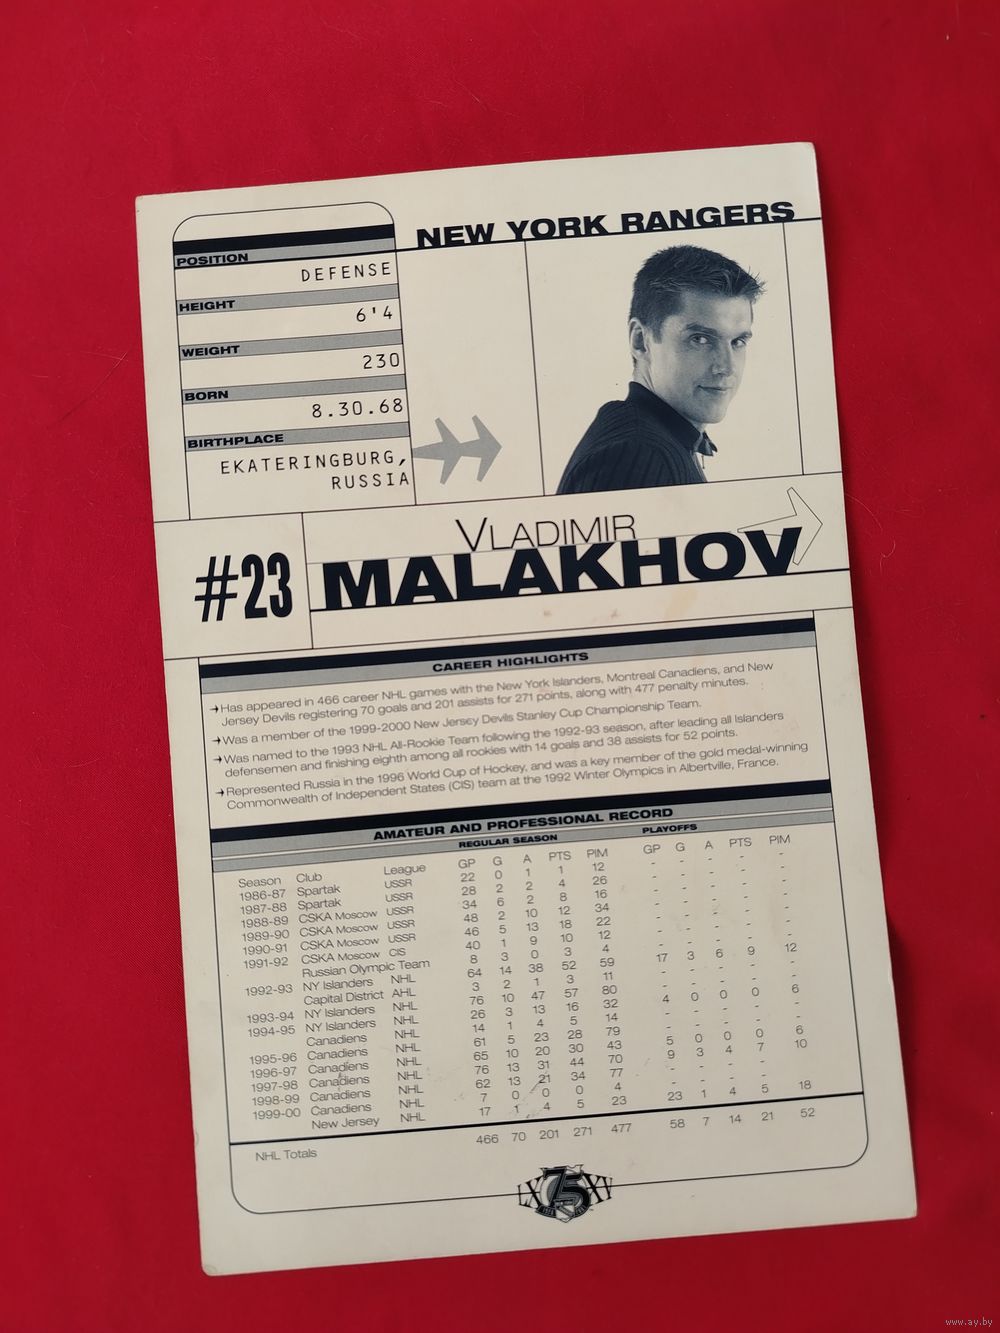 NEW YORK RANGERS
POSITION
DEFENSE
HEIGHT
6'4
WEIGHT
230
BORN
8.30.68
BIRTHPLACE
EKATERINGBURG,
RUSSIA
#23
VLADIMIR
MALAKHOV
CAREER HIGHLIGHTS
Has appeared in 466 career NHL games with the New York Islanders, Montreal Canadiens, and New
Jersey Devils registering 70 goals and 201 assists for 271 points, along with 477 penalty minutes.
Was a member of the 1999-2000 New Jersey Devils Stanley Cup Championship Team.
Was named to the 1993 NHL All-Rookie Team following the 1992-93 season, after leading all Islanders
defensemen and finishing eighth among all rookies with 14 goals and 38 assists for 52 points.
Represented Russia in the 1996 World Cup of Hockey, and was a key member of the gold medal-winning
Commonwealth of Independent States (CIS) team at the 1992 Winter Olympics in Albertville, France.
AMATEUR AND PROFESSIONAL RECORD
REGULAR SEASON PLAYOFFS
Season Club League GP G A PTS PIM GP G A PTS PIM
1986-87 Spartak USSR 22 0 1 1 12 - - - - -
1987-88 Spartak USSR 28 2 2 4 26 - - - - -
1988-89 CSKA Moscow USSR 34 6 2 8 16 - - - - -
1989-90 CSKA Moscow USSR 48 2 10 12 34 - - - - -
1990-91 CSKA Moscow USSR 46 5 13 18 22 - - - - -
1991-92 CSKA Moscow CIS 40 1 9 10 12 - - - - -
Russian Olympic Team 8 3 0 3 4 - - - - -
1992-93 NY Islanders NHL 64 14 38 52 59 17 3 6 9 12
Capital District AHL 3 2 1 3 11 - - - - -
1993-94 NY Islanders NHL 76 10 47 57 80 4 0 0 0 6
1994-95 NY Islanders NHL 26 3 13 16 32 - - - - -
Canadiens NHL 14 1 4 5 14 - - - - -
1995-96 Canadiens NHL 61 5 23 28 79 5 0 0 0 6
1996-97 Canadiens NHL 65 10 20 30 43 9 3 4 7 10
1997-98 Canadiens NHL 76 13 31 44 70 - - - - -
1998-99 Canadiens NHL 62 13 21 34 77 - - - - -
1999-00 Canadiens NHL 7 0 0 0 4 - - - - -
New Jersey NHL 17 1 4 5 23 23 1 4 5 18
NHL Totals 466 70 201 271 477 58 7 14 21 52
LX 75 XV
www.ay.by